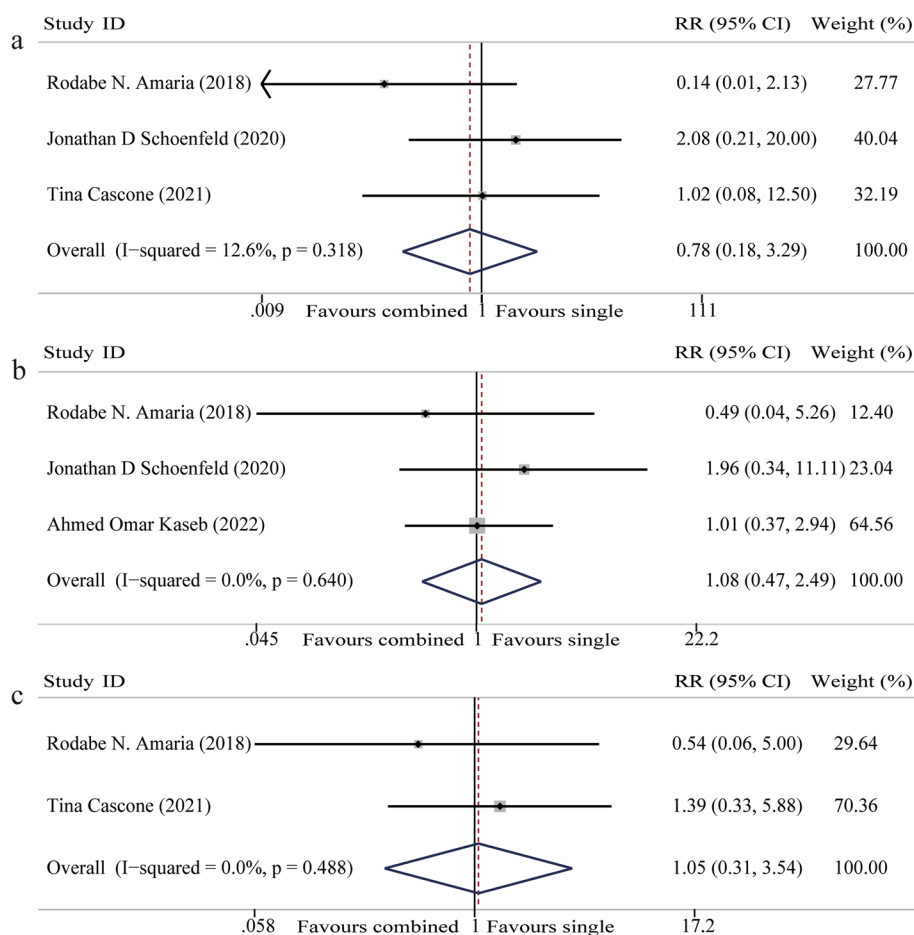 a
Study ID RR (95% CI) Weight (%)
Rodabe N. Amaria (2018) 0.14 (0.01, 2.13) 27.77
Jonathan D Schoenfeld (2020) 2.08 (0.21, 20.00) 40.04
Tina Cascone (2021) 1.02 (0.08, 12.50) 32.19
Overall (I−squared = 12.6%, p = 0.318) 0.78 (0.18, 3.29) 100.00
.009 Favours combined 1 Favours single 111
b
Study ID RR (95% CI) Weight (%)
Rodabe N. Amaria (2018) 0.49 (0.04, 5.26) 12.40
Jonathan D Schoenfeld (2020) 1.96 (0.34, 11.11) 23.04
Ahmed Omar Kaseb (2022) 1.01 (0.37, 2.94) 64.56
Overall (I−squared = 0.0%, p = 0.640) 1.08 (0.47, 2.49) 100.00
.045 Favours combined 1 Favours single 22.2
c
Study ID RR (95% CI) Weight (%)
Rodabe N. Amaria (2018) 0.54 (0.06, 5.00) 29.64
Tina Cascone (2021) 1.39 (0.33, 5.88) 70.36
Overall (I−squared = 0.0%, p = 0.488) 1.05 (0.31, 3.54) 100.00
.058 Favours combined 1 Favours single 17.2